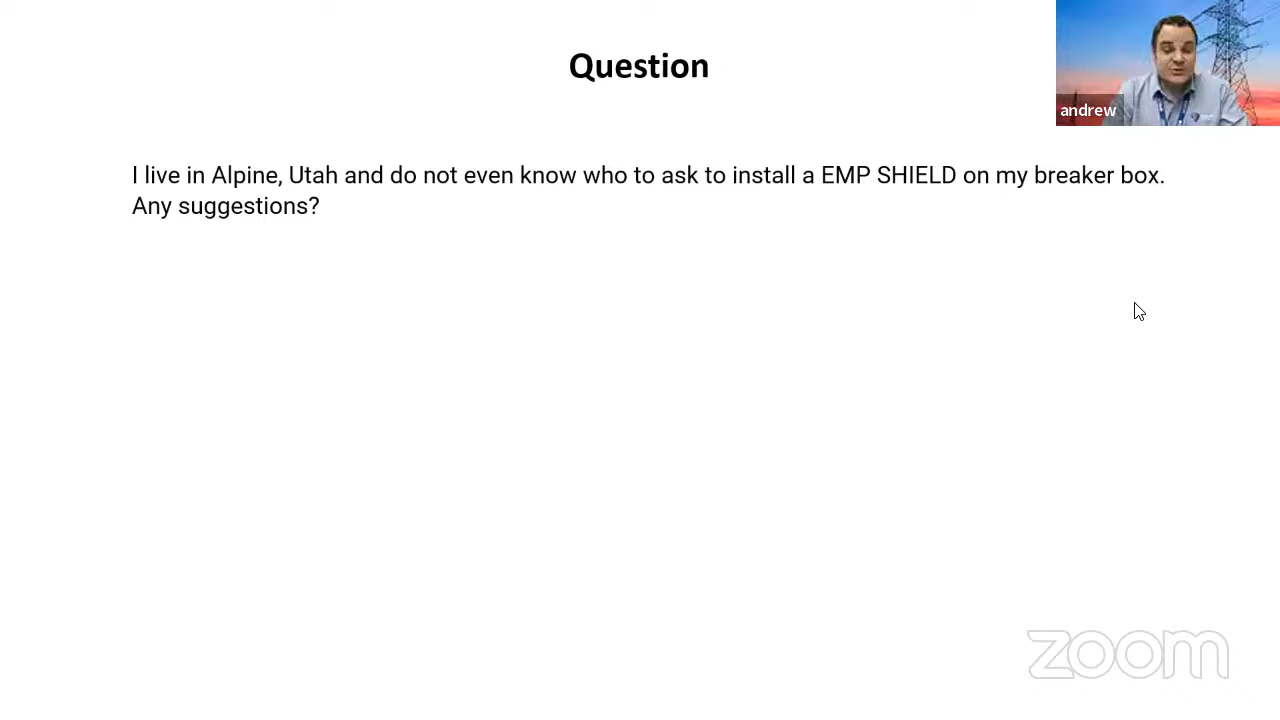 Question
andrew
I live in Alpine, Utah and do not even know who to ask to install a EMP SHIELD on my breaker box.
Any suggestions?
zoom